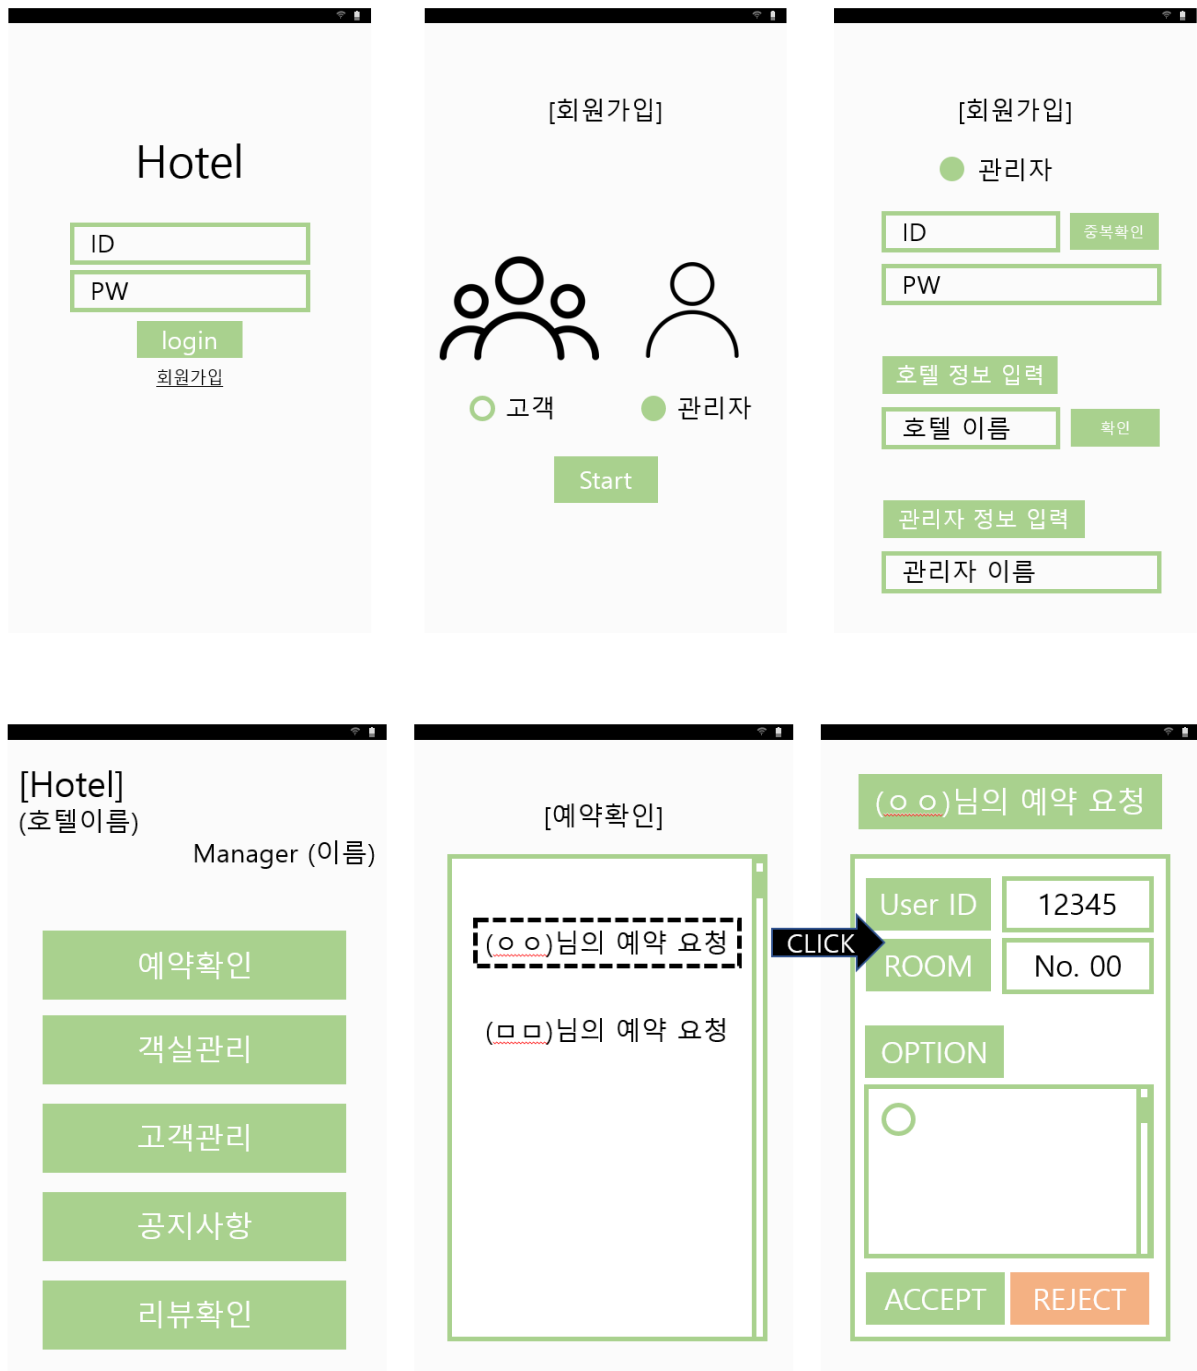 Hotel
ID
PW
login
회원가입
[회원가입]
고객
관리자
Start
[회원가입]
관리자
ID
중복확인
PW
호텔 정보 입력
호텔 이름
확인
관리자 정보 입력
관리자 이름
[Hotel]
(호텔이름)
Manager (이름)
예약확인
객실관리
고객관리
공지사항
리뷰확인
[예약확인]
(ㅇㅇ)님의 예약 요청
(ㅁㅁ)님의 예약 요청
CLICK
(ㅇㅇ)님의 예약 요청
User ID
12345
ROOM
No. 00
OPTION
ACCEPT
REJECT